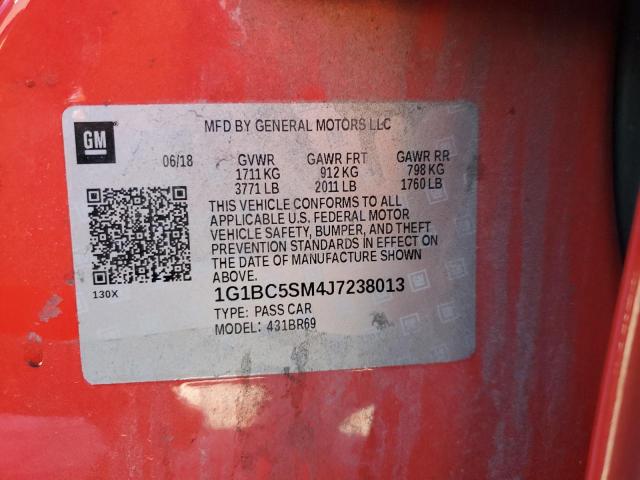 GM
MFD BY GENERAL MOTORS LLC
06/18 GVWR GAWR FRT GAWR RR
1711 KG 912 KG 798 KG
3771 LB 2011 LB 1760 LB
THIS VEHICLE CONFORMS TO ALL
APPLICABLE U.S. FEDERAL MOTOR
VEHICLE SAFETY, BUMPER, AND THEFT
PREVENTION STANDARDS IN EFFECT ON
THE DATE OF MANUFACTURE SHOWN
ABOVE.
130X
1G1BC5SM4J7238013
TYPE: PASS CAR
MODEL: 431BR69